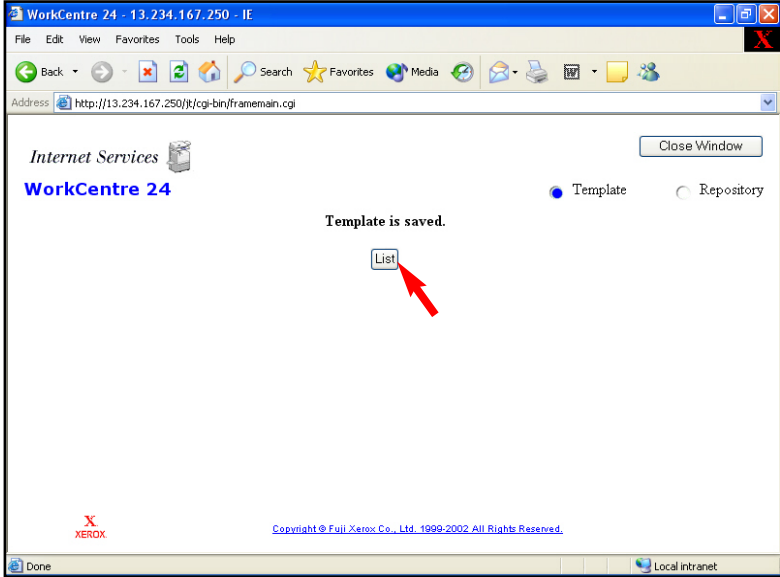 WorkCentre 24 - 13.234.167.250 - IE
File Edit View Favorites Tools Help
X
Back Search Favorites Media
Address http://13.234.167.250/jt/cgi-bin/framemain.cgi
Internet Services
Close Window
WorkCentre 24
Template Repository
Template is saved.
List
X
XEROX.
Copyright © Fuji Xerox Co., Ltd. 1999-2002 All Rights Reserved.
Done Local intranet